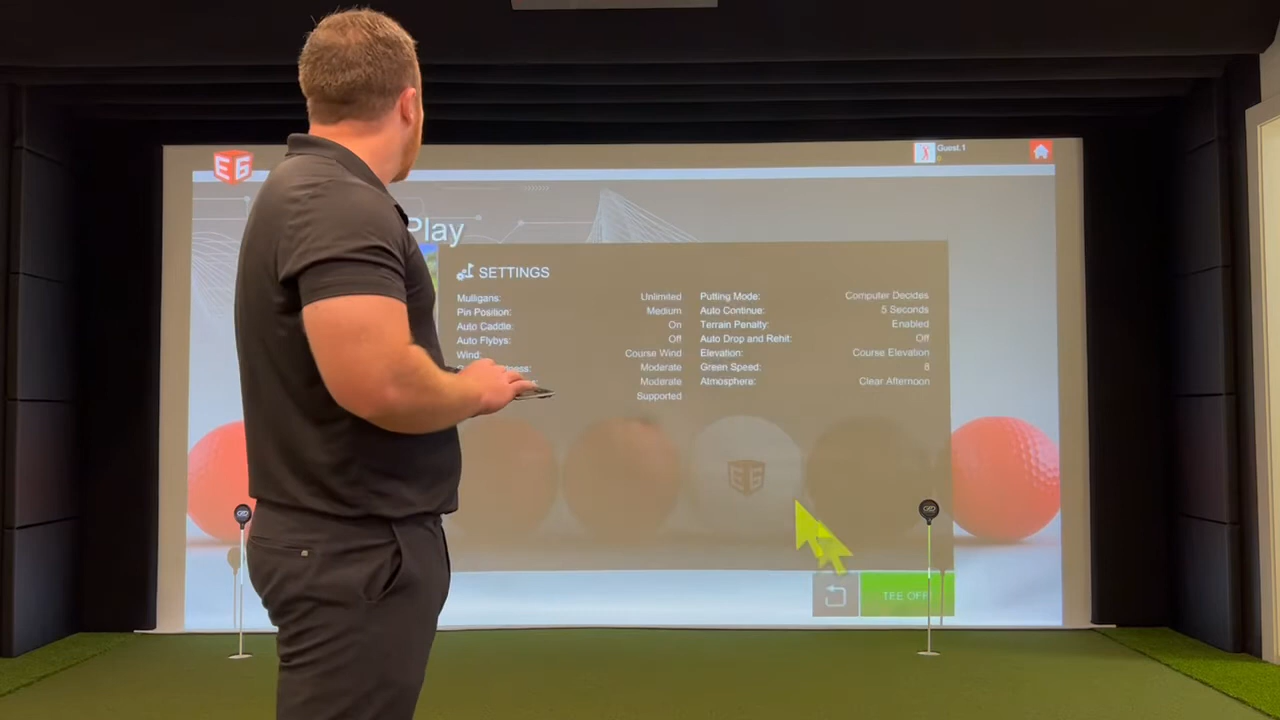 E6
Guest.1
Play
SETTINGS
Mulligans: Unlimited
Pin Position: Medium
Auto Caddie: On
Auto Flybys: Off
Wind: Course Wind
Moderate
Moderate
Supported
Putting Mode: Computer Decides
Auto Continue: 5 Seconds
Terrain Penalty: Enabled
Auto Drop and Rehit: Off
Elevation: Course Elevation
Green Speed: 8
Atmosphere: Clear Afternoon
E6
TEE OFF